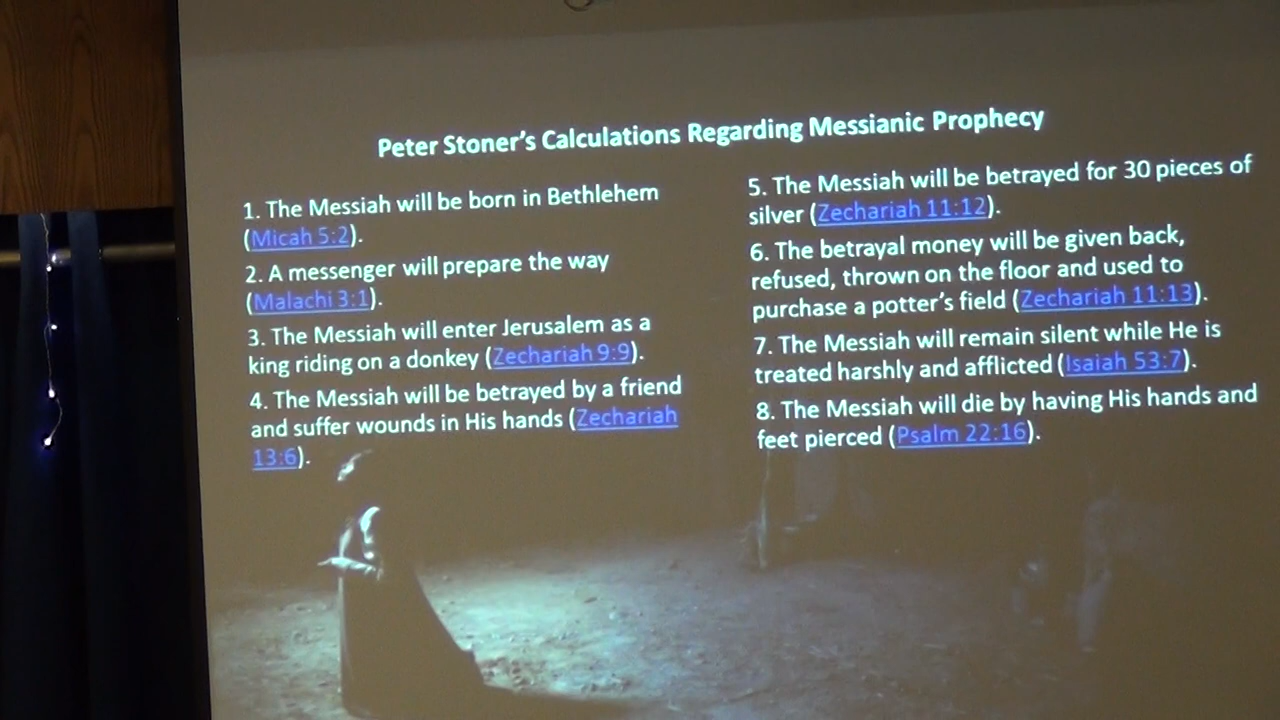 Peter Stoner's Calculations Regarding Messianic Prophecy
1. The Messiah will be born in Bethlehem
(Micah 5:2).
2. A messenger will prepare the way
(Malachi 3:1).
3. The Messiah will enter Jerusalem as a
king riding on a donkey (Zechariah 9:9).
4. The Messiah will be betrayed by a friend
and suffer wounds in His hands (Zechariah
13:6).
5. The Messiah will be betrayed for 30 pieces of
silver (Zechariah 11:12).
6. The betrayal money will be given back,
refused, thrown on the floor and used to
purchase a potter's field (Zechariah 11:13).
7. The Messiah will remain silent while He is
treated harshly and afflicted (Isaiah 53:7).
8. The Messiah will die by having His hands and
feet pierced (Psalm 22:16).